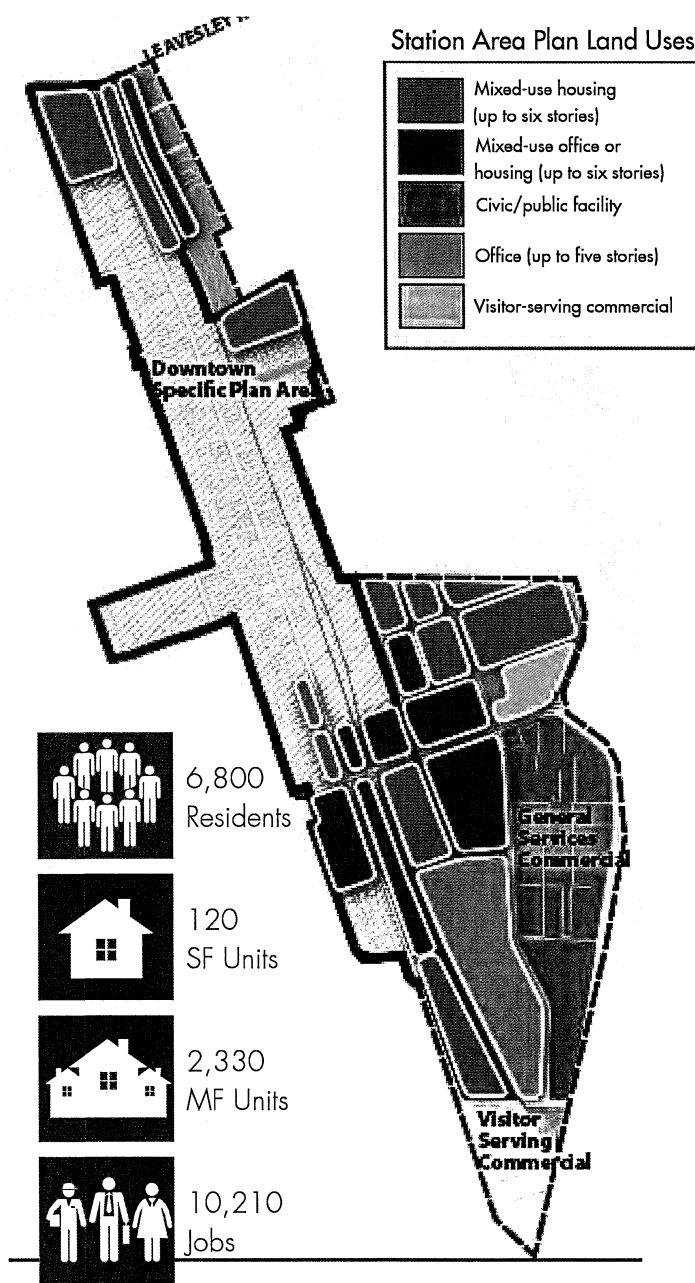 LEAVESLEY
Station Area Plan Land Uses
Mixed-use housing
(up to six stories)
Mixed-use office or
housing (up to six stories)
Civic/public facility
Office (up to five stories)
Visitor-serving commercial
Downtown
Specific Plan Area
6,800
Residents
General
Services
Commercial
120
SF Units
2,330
MF Units
Visitor
Serving
Commercial
10,210
Jobs